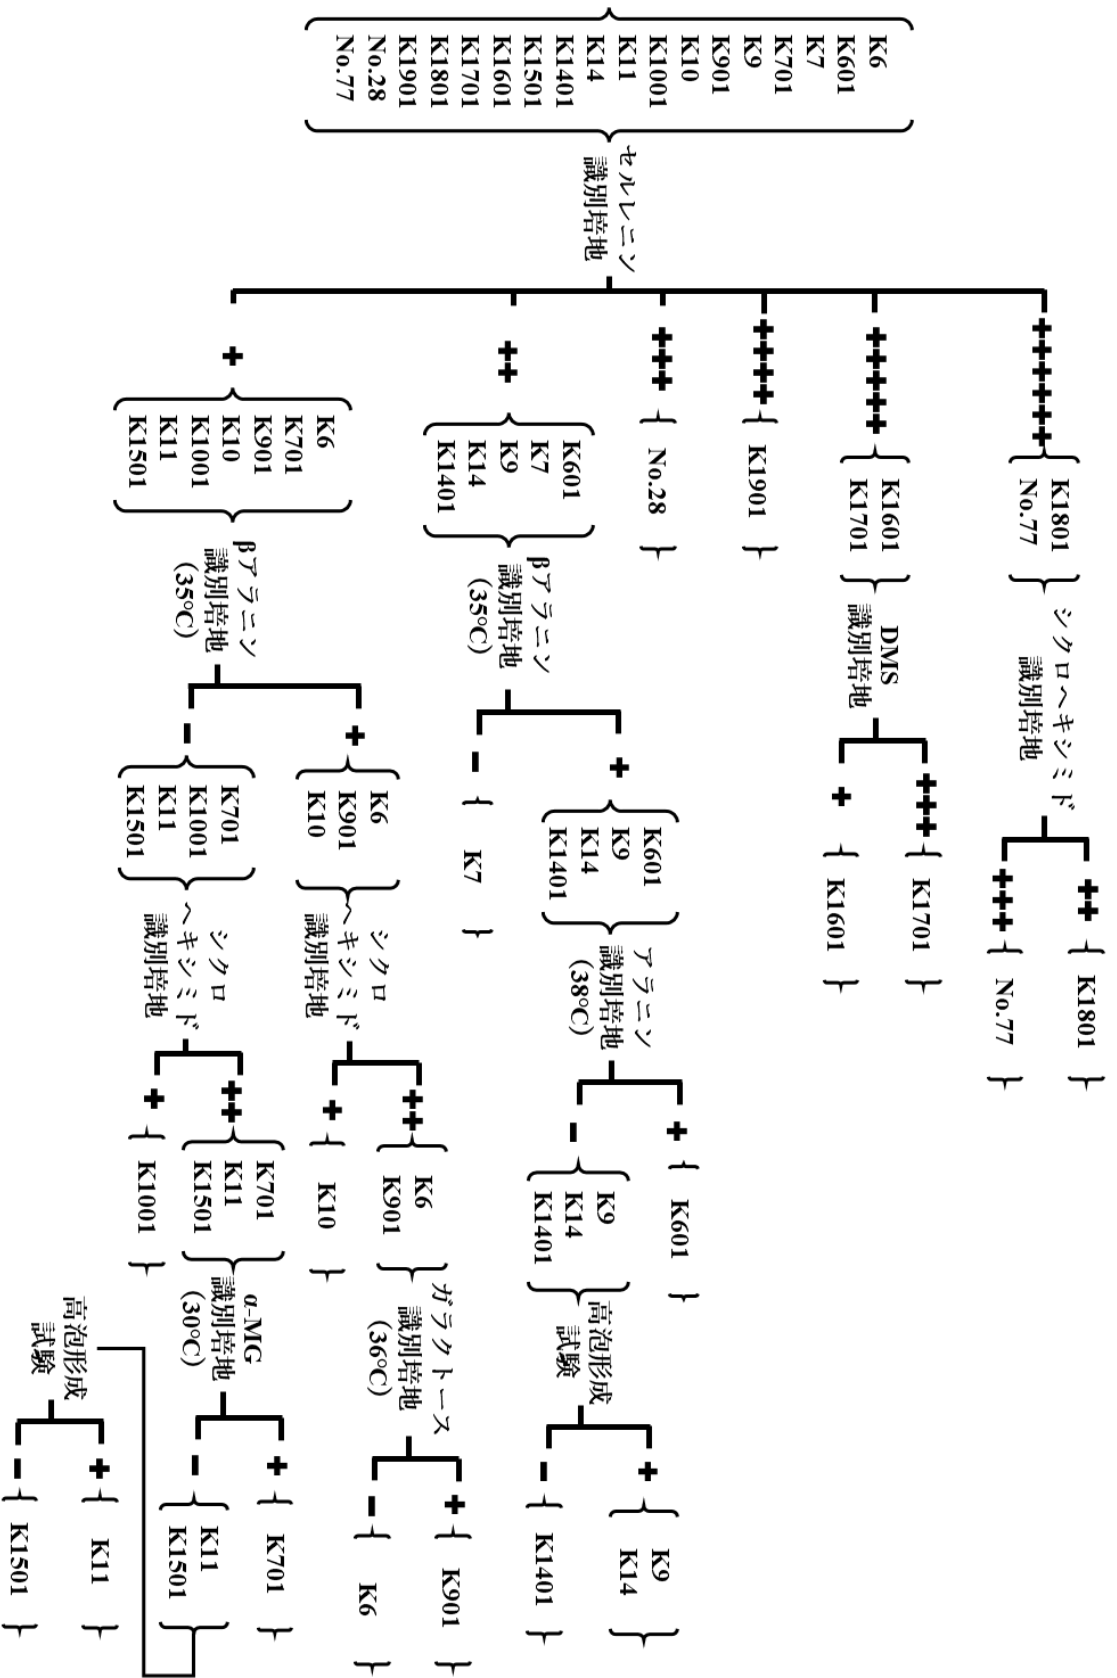 K6
K601
K7
K701
K9
K901
K10
K1001
K11
K14
K1401
K1501
K1601
K1701
K1801
K1901
No.28
No.77
セルレニン
識別培地
++++++
K1801
No.77
シクロヘキシミド
識別培地
++
K1801
+++
No.77
+++++
K1601
K1701
DMS
識別培地
+++
K1701
+
K1601
++++
K1901
+++
No.28
++
K601
K7
K9
K14
K1401
βアラニン
識別培地
(35°C)
+
K601
K9
K14
K1401
アラニン
識別培地
(38°C)
+
K601
-
K9
K14
K1401
高泡形成
試験
+
K9
K14
-
K1401
-
K7
+
K6
K701
K901
K10
K1001
K11
K1501
βアラニン
識別培地
(35°C)
+
K6
K901
K10
シクロ
ヘキシミド
識別培地
++
K6
K901
ガラクトース
識別培地
(36°C)
+
K901
-
K6
+
K10
-
K701
K1001
K11
K1501
シクロ
ヘキシミド
識別培地
++
K701
K11
K1501
α-MG
識別培地
(30°C)
+
K701
-
K11
K1501
+
K1001
高泡形成
試験
+
K11
-
K1501